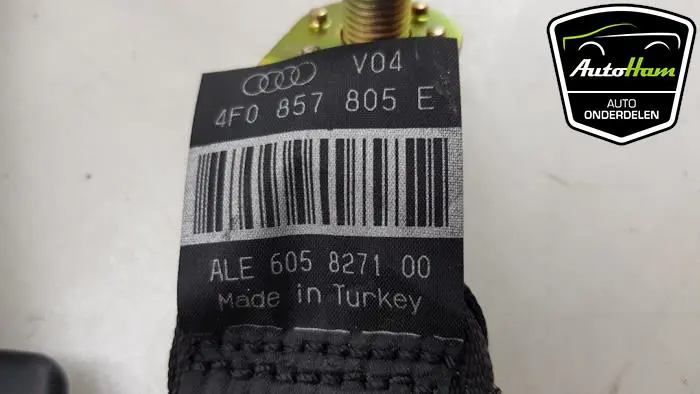 V04
4F0 857 805 E
ALE 605 8271 00
Made in Turkey
AutoHam
AUTO
ONDERDELEN